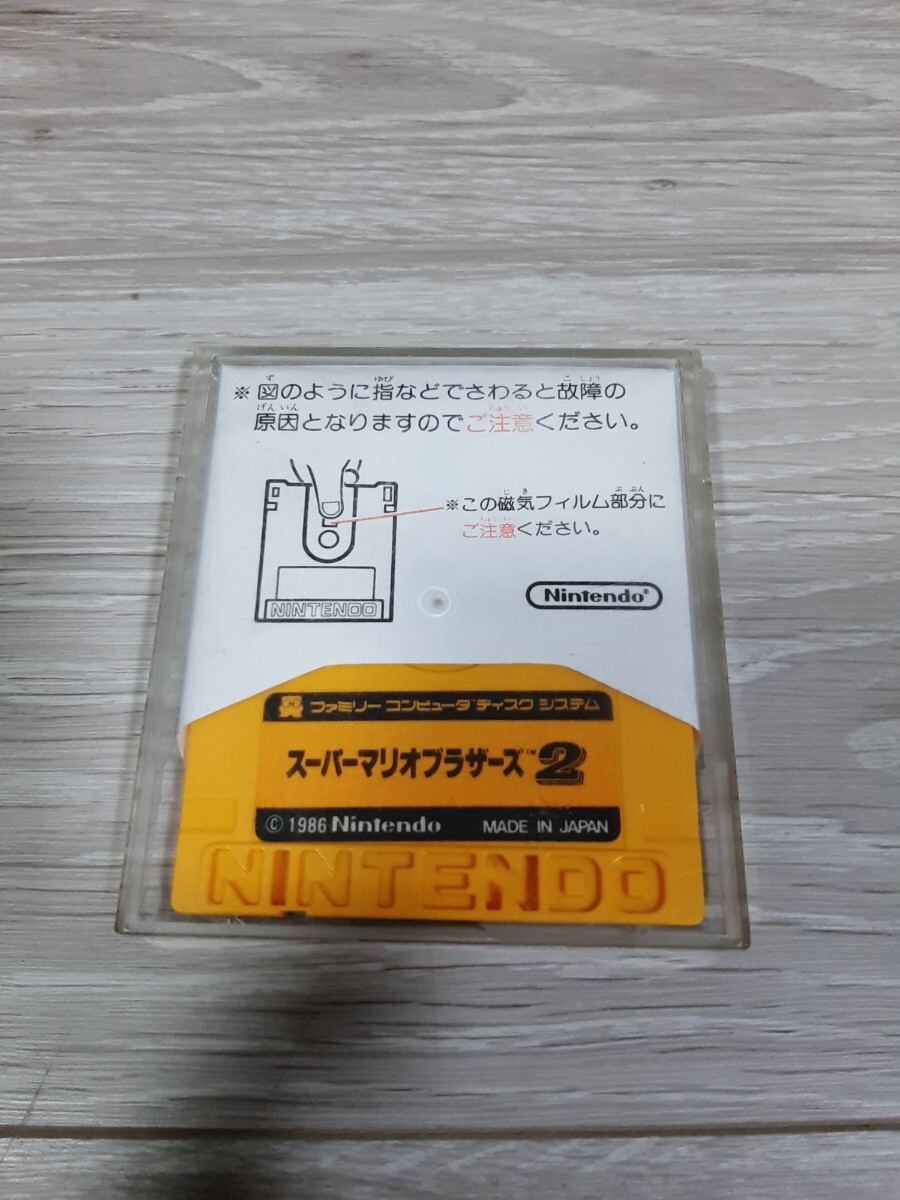 ※図のように指などでさわると故障の
原因となりますのでご注意ください。
※この磁気フィルム部分に
ご注意ください。
NINTENDO
Nintendo®
ファミリー コンピュータ ディスク システム
スーパーマリオブラザーズ™2
© 1986 Nintendo MADE IN JAPAN
NINTENDO